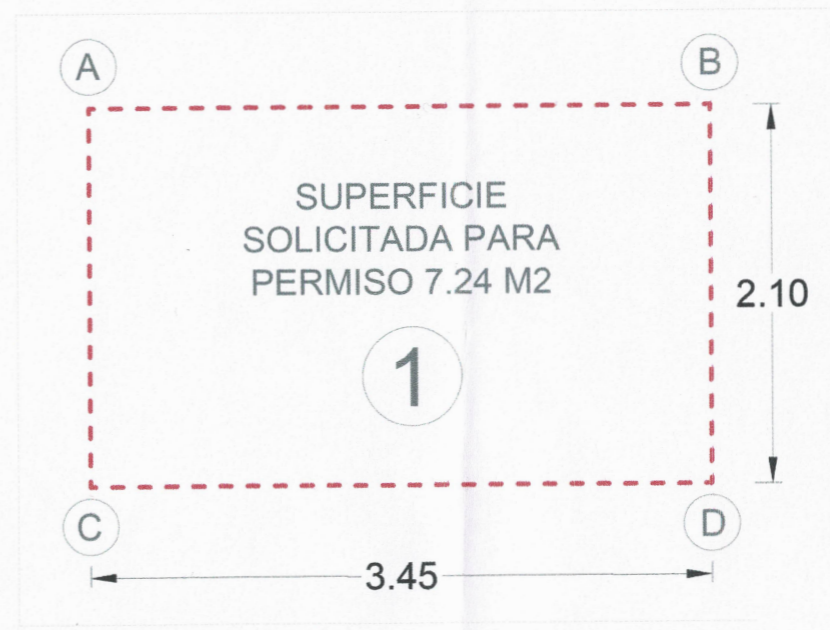 A
B
SUPERFICIE
SOLICITADA PARA
PERMISO 7.24 M2
2.10
1
C
D
3.45